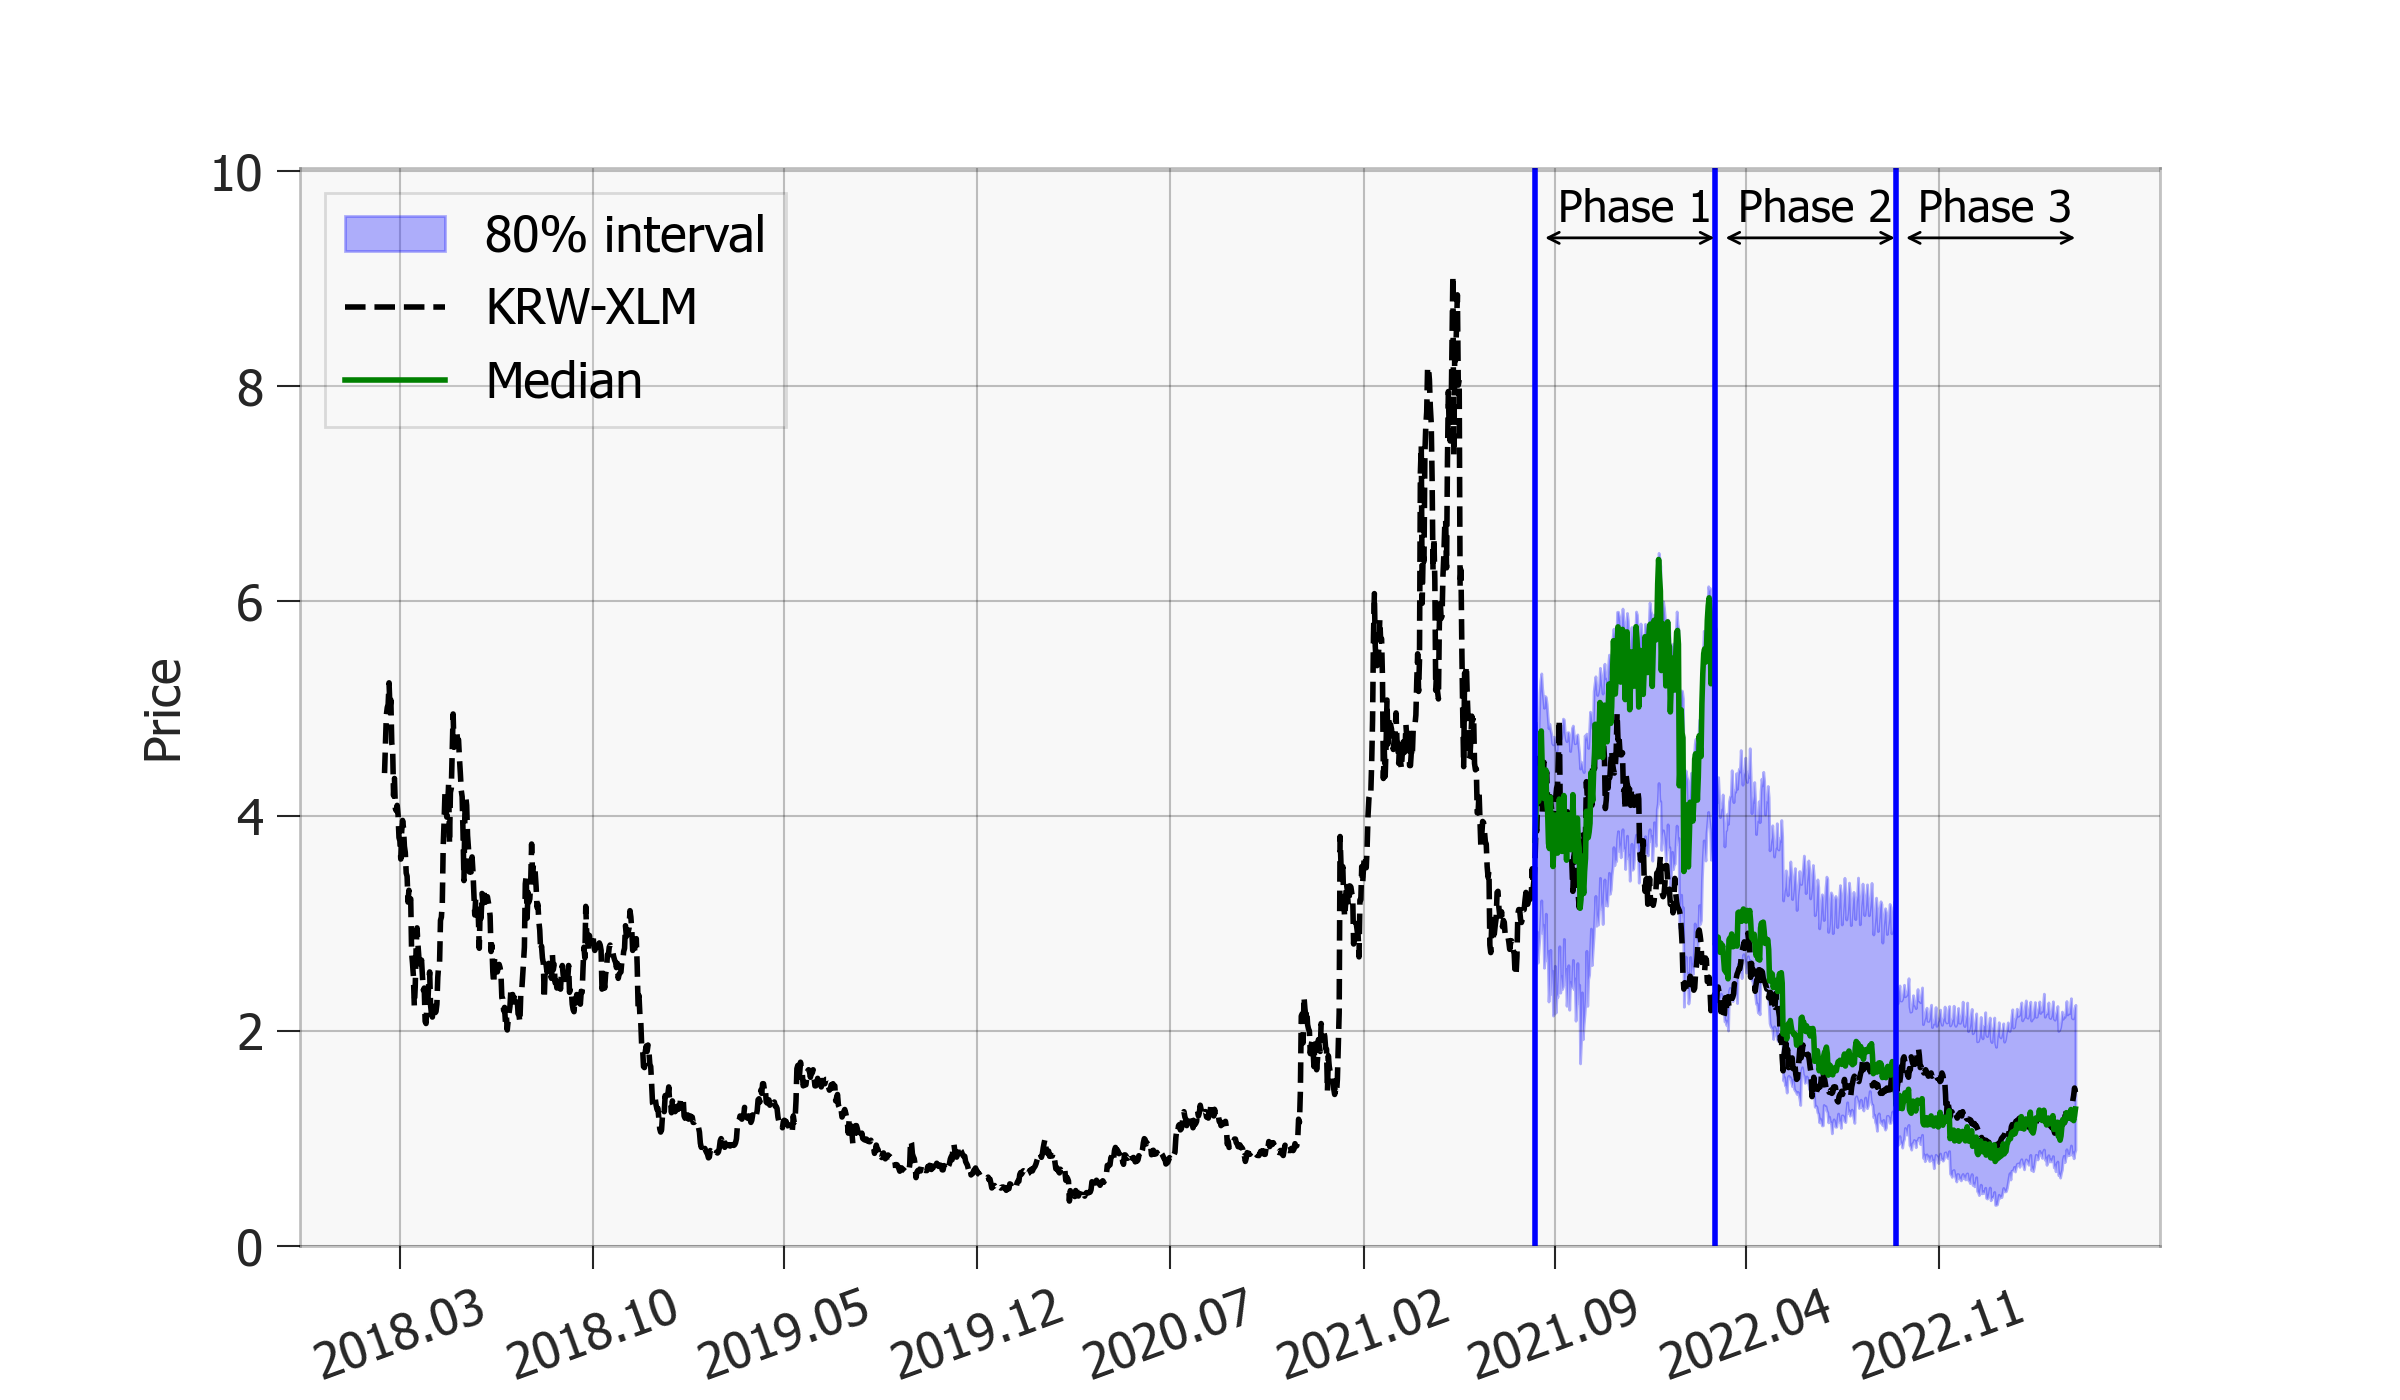 10
8
6
4
2
0
Price
80% interval
KRW-XLM
Median
Phase 1
Phase 2
Phase 3
2018.03
2018.10
2019.05
2019.12
2020.07
2021.02
2021.09
2022.04
2022.11